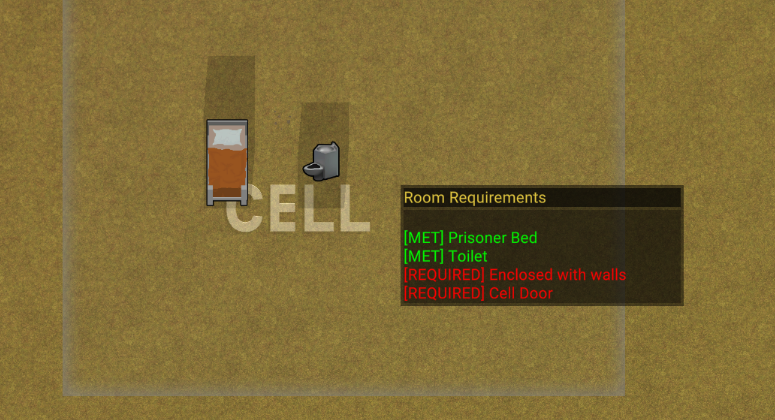 CELL
Room Requirements
[MET] Prisoner Bed
[MET] Toilet
[REQUIRED] Enclosed with walls
[REQUIRED] Cell Door